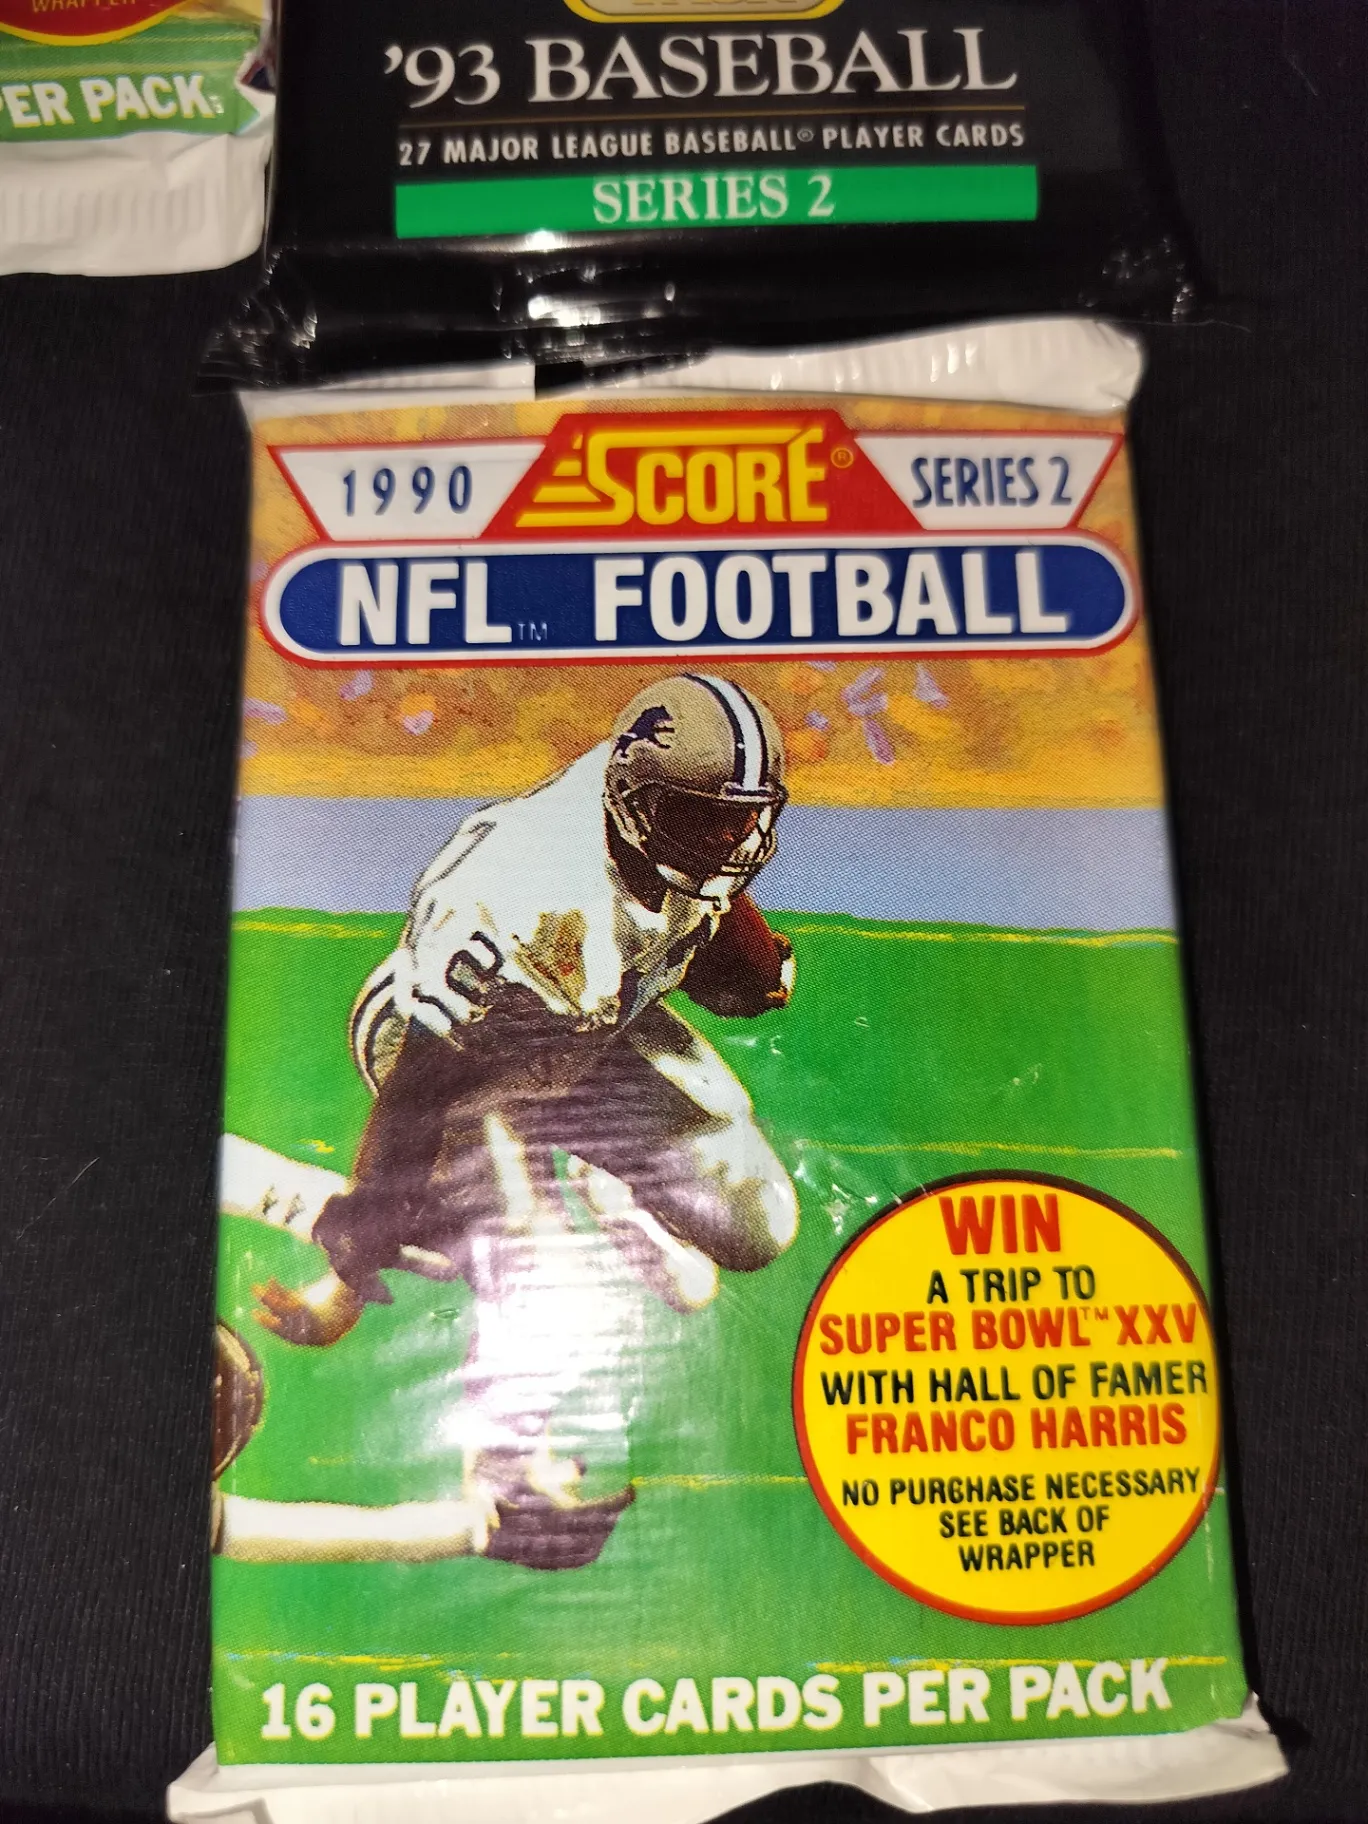 WRAPPER
PER PACK
'93 BASEBALL
27 MAJOR LEAGUE BASEBALL® PLAYER CARDS
SERIES 2
1990
SCORE®
SERIES 2
NFL™ FOOTBALL
WIN
A TRIP TO
SUPER BOWL™ XXV
WITH HALL OF FAMER
FRANCO HARRIS
NO PURCHASE NECESSARY
SEE BACK OF
WRAPPER
16 PLAYER CARDS PER PACK